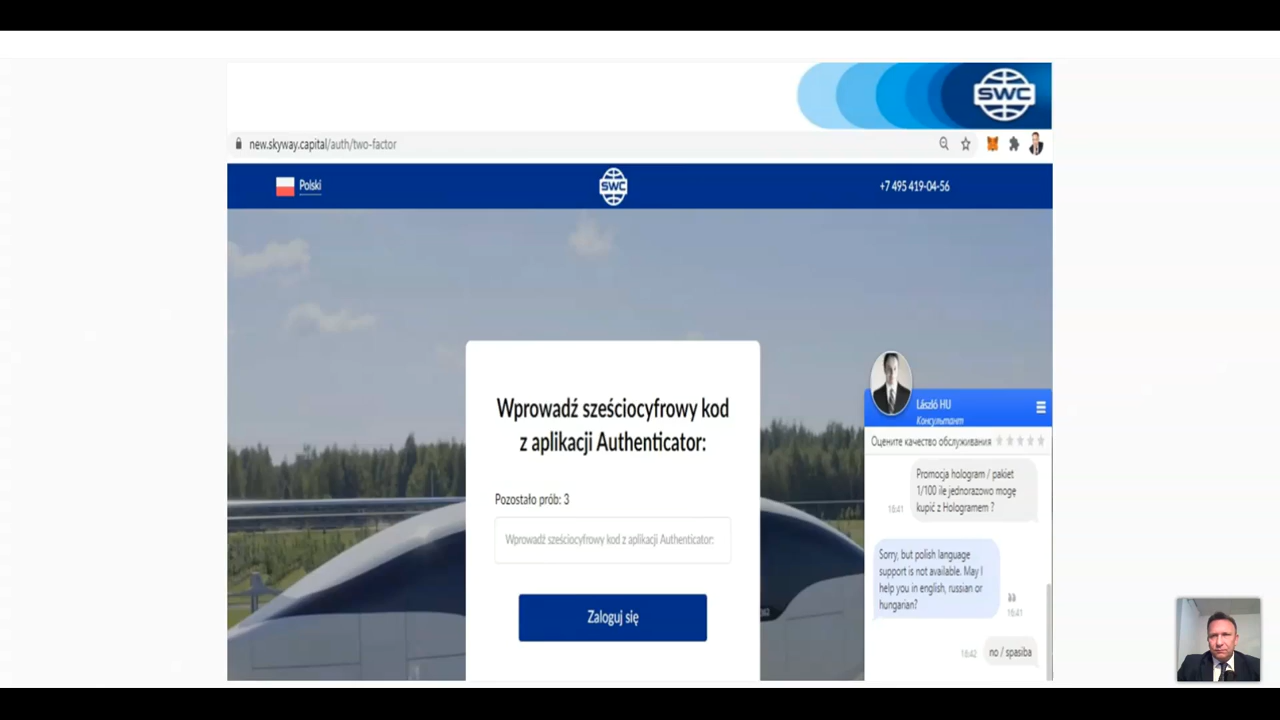 SWC
new.skyway.capital/auth/two-factor
Polski
SWC
+7 495 419-04-56
Wprowadź sześciocyfrowy kod
z aplikacji Authenticator:
Pozostało prób: 3
Wprowadź sześciocyfrowy kod z aplikacji Authenticator:
Zaloguj się
László HU
Консультант
Оцените качество обслуживания
Promocja hologram / pakiet
1/100 ile jednorazowo mogę
kupić z Hologramem ?
16:41
Sorry, but polish language
support is not available. May I
help you in english, russian or
hungarian?
16:41
16:42
no / spasiba